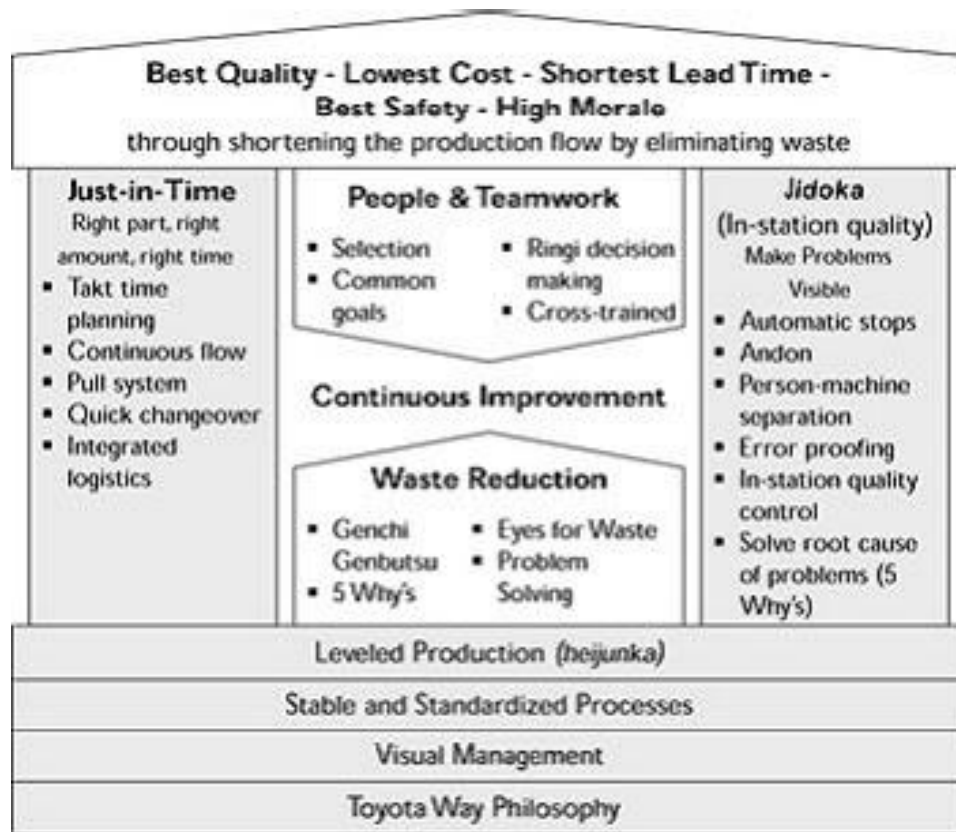 Best Quality - Lowest Cost - Shortest Lead Time -
Best Safety - High Morale
through shortening the production flow by eliminating waste
Just-in-Time
Right part, right
amount, right time
▪ Takt time
planning
▪ Continuous flow
▪ Pull system
▪ Quick changeover
▪ Integrated
logistics
People & Teamwork
▪ Selection
▪ Common
goals
▪ Ringi decision
making
▪ Cross-trained
Continuous Improvement
Waste Reduction
▪ Genchi
Genbutsu
▪ 5 Why's
▪ Eyes for Waste
▪ Problem
Solving
Jidoka
(In-station quality)
Make Problems
Visible
▪ Automatic stops
▪ Andon
▪ Person-machine
separation
▪ Error proofing
▪ In-station quality
control
▪ Solve root cause
of problems (5
Why's)
Leveled Production (heijunka)
Stable and Standardized Processes
Visual Management
Toyota Way Philosophy